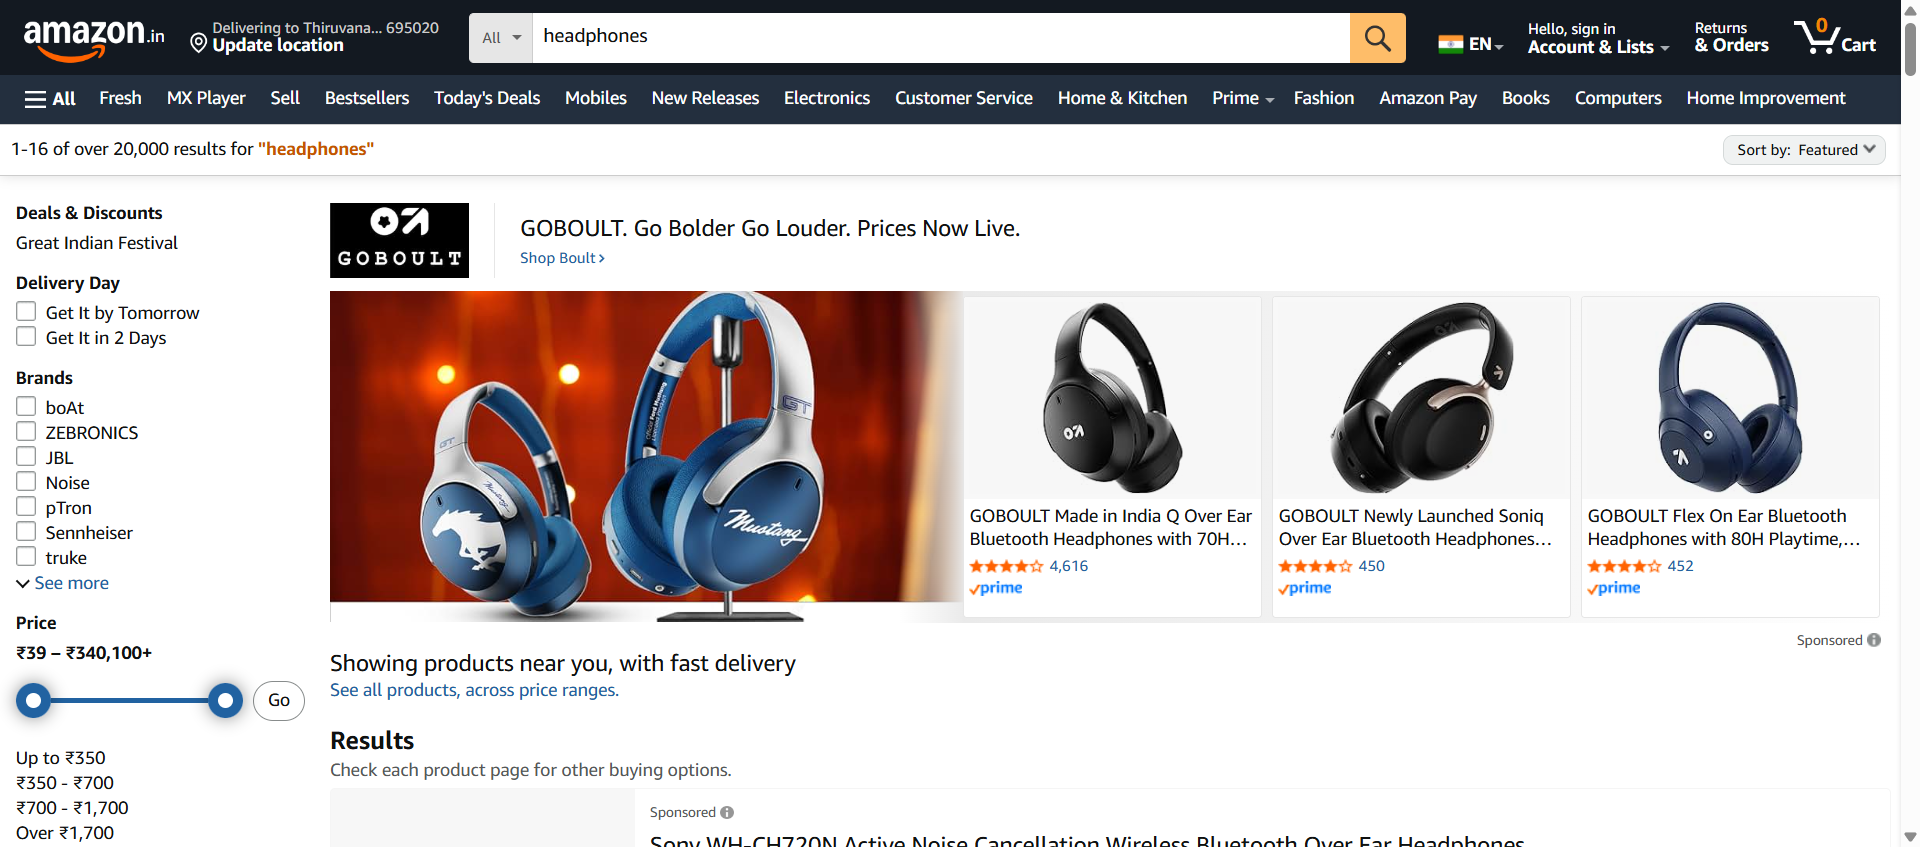 amazon.in
Delivering to Thiruvana... 695020
Update location
All
headphones
EN
Hello, sign in
Account & Lists
Returns
& Orders
0
Cart
All
Fresh
MX Player
Sell
Bestsellers
Today's Deals
Mobiles
New Releases
Electronics
Customer Service
Home & Kitchen
Prime
Fashion
Amazon Pay
Books
Computers
Home Improvement
1-16 of over 20,000 results for "headphones"
Sort by: Featured
Deals & Discounts
Great Indian Festival
Delivery Day
Get It by Tomorrow
Get It in 2 Days
Brands
boAt
ZEBRONICS
JBL
Noise
pTron
Sennheiser
truke
See more
Price
₹39 – ₹340,100+
Go
Up to ₹350
₹350 - ₹700
₹700 - ₹1,700
Over ₹1,700
GOBOULT
GOBOULT. Go Bolder Go Louder. Prices Now Live.
Shop Boult
GT
Mustang
GT
Mustang
GOBOULT Made in India Q Over Ear
Bluetooth Headphones with 70H...
4,616
prime
GOBOULT Newly Launched Soniq
Over Ear Bluetooth Headphones...
450
prime
GOBOULT Flex On Ear Bluetooth
Headphones with 80H Playtime,...
452
prime
Sponsored
Showing products near you, with fast delivery
See all products, across price ranges.
Results
Check each product page for other buying options.
Sponsored
Sony WH-CH720N Active Noise Cancellation Wireless Bluetooth Over Ear Headphones